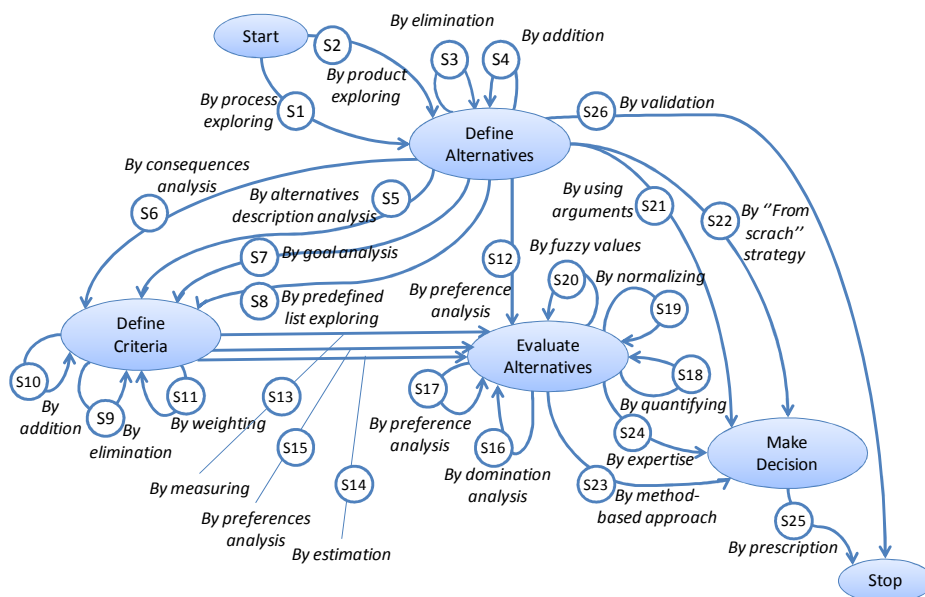 By elimination
Start
S2
S3
S4
By addition
By product
exploring
By process
exploring
S1
S26
By validation
Define
Alternatives
By consequences
analysis
S6
By alternatives
description analysis
S5
By using
arguments
S21
S22
By ‘’From
scrach’’
strategy
S7
By goal analysis
S12
By fuzzy values
S20
By normalizing
S8
By predefined
list exploring
By preference
analysis
S19
Define
Criteria
Evaluate
Alternatives
S10
By
addition
S9
By
elimination
S11
By weighting
S13
S17
By preference
analysis
S18
By quantifying
S15
S16
By domination
analysis
S24
By expertise
Make
Decision
By measuring
S14
S23
By method-
based approach
By preferences
analysis
S25
By prescription
By estimation
Stop